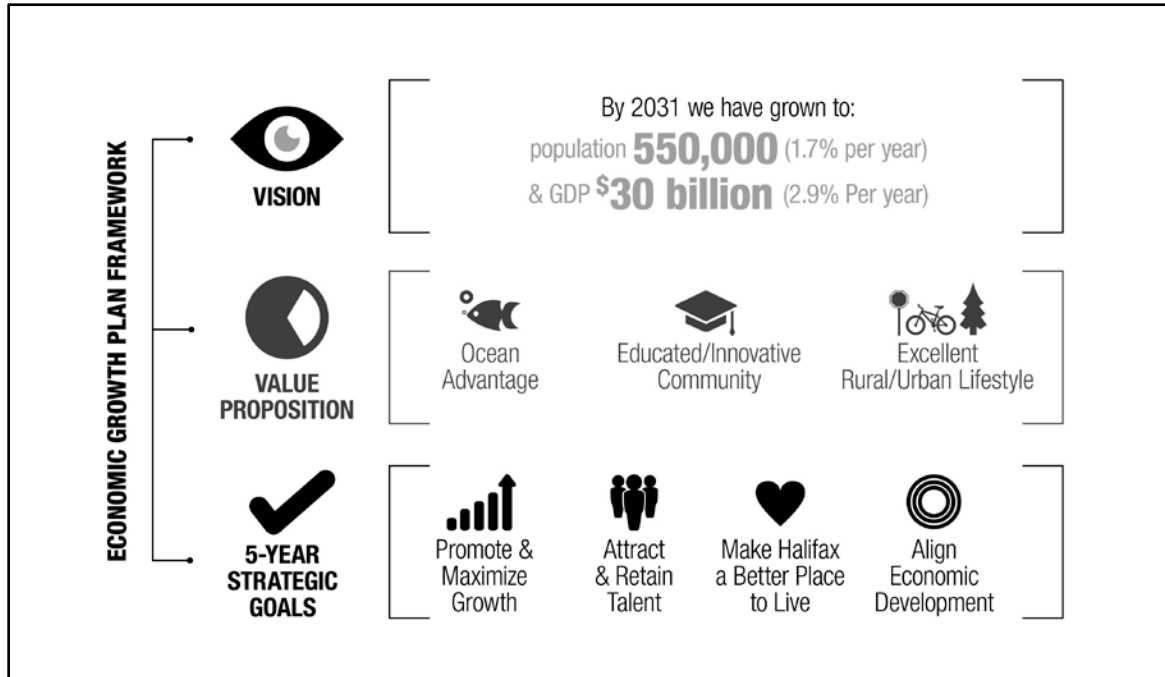 ECONOMIC GROWTH PLAN FRAMEWORK
VISION
By 2031 we have grown to:
population 550,000 (1.7% per year)
& GDP $30 billion (2.9% Per year)
VALUE
PROPOSITION
Ocean
Advantage
Educated/Innovative
Community
Excellent
Rural/Urban Lifestyle
5-YEAR
STRATEGIC
GOALS
Promote &
Maximize
Growth
Attract
& Retain
Talent
Make Halifax
a Better Place
to Live
Align
Economic
Development